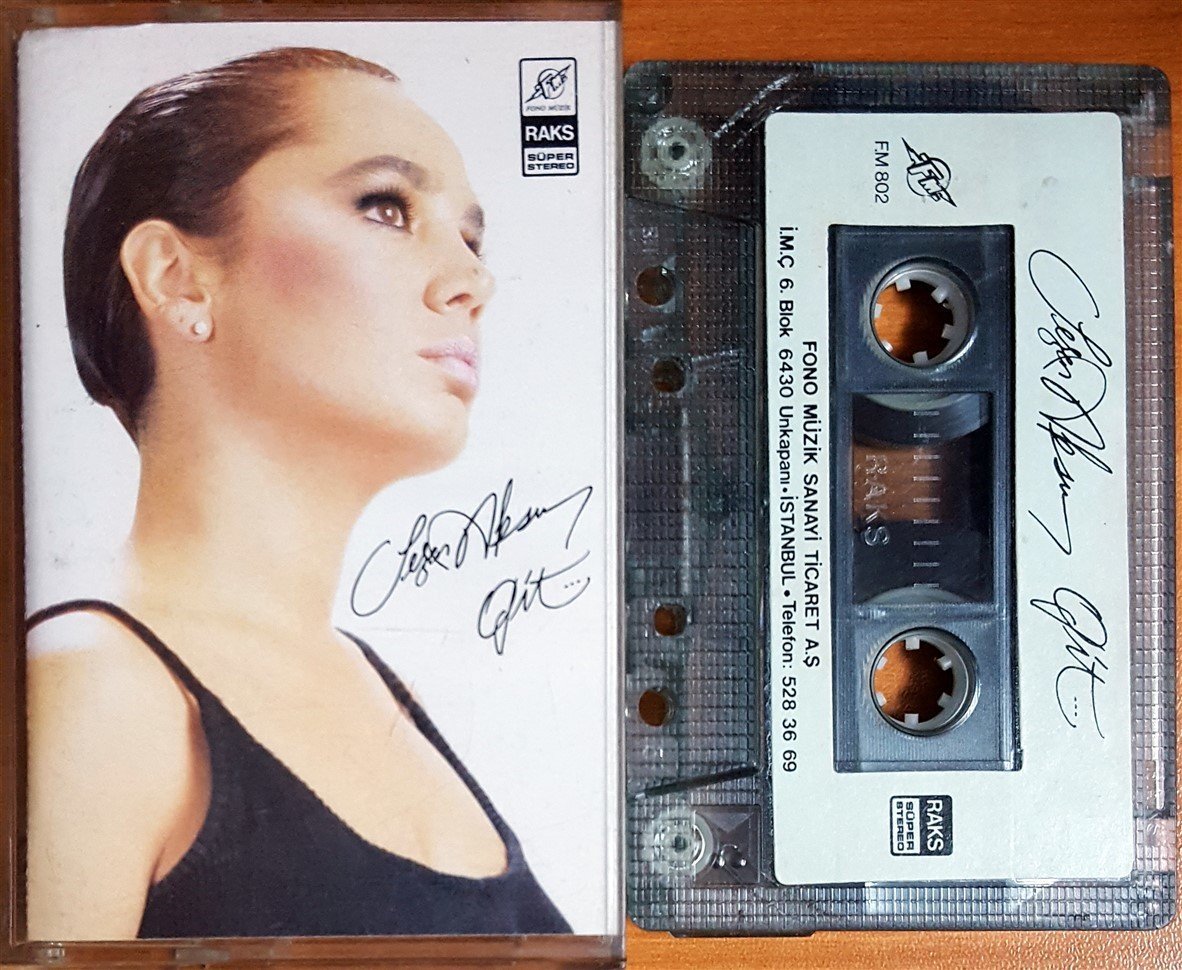 FONO MÜZİK
RAKS
SÜPER
STEREO
Sezen Aksu
Git...
FM 802
Sezen Aksu Git...
RAKS
FONO MÜZİK SANAYİ TİCARET A.Ş
İ.M.Ç 6. Blok 6430 Unkapanı • İSTANBUL • Telefon: 528 36 69
RAKS
SÜPER
STEREO